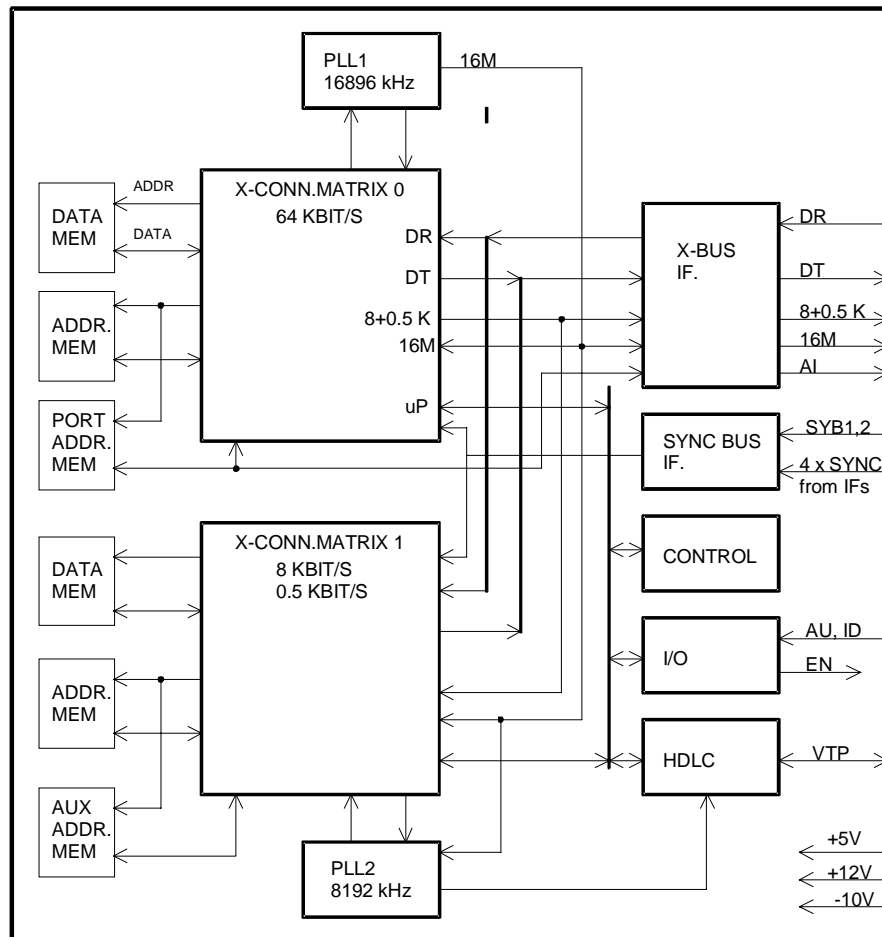 PLL1
16896 kHz
16M
X-CONN.MATRIX 0
64 KBIT/S
ADDR
DATA
MEM
DATA
DR
DT
8+0.5 K
16M
uP
ADDR.
MEM
PORT
ADDR.
MEM
X-BUS
IF.
DR
DT
8+0.5 K
16M
AI
SYNC BUS
IF.
SYB1,2
4 x SYNC
from IFs
X-CONN.MATRIX 1
8 KBIT/S
0.5 KBIT/S
DATA
MEM
ADDR.
MEM
AUX
ADDR.
MEM
CONTROL
I/O
AU, ID
EN
HDLC
VTP
PLL2
8192 kHz
+5V
+12V
-10V